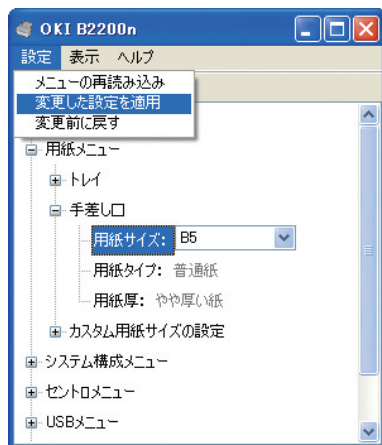 OKI B2200n
設定 表示 ヘルプ
メニューの再読み込み
変更した設定を適用
変更前に戻す
用紙メニュー
トレイ
手差し口
用紙サイズ: B5
用紙タイプ: 普通紙
用紙厚: やや厚い紙
カスタム用紙サイズの設定
システム構成メニュー
セントロメニュー
USBメニュー